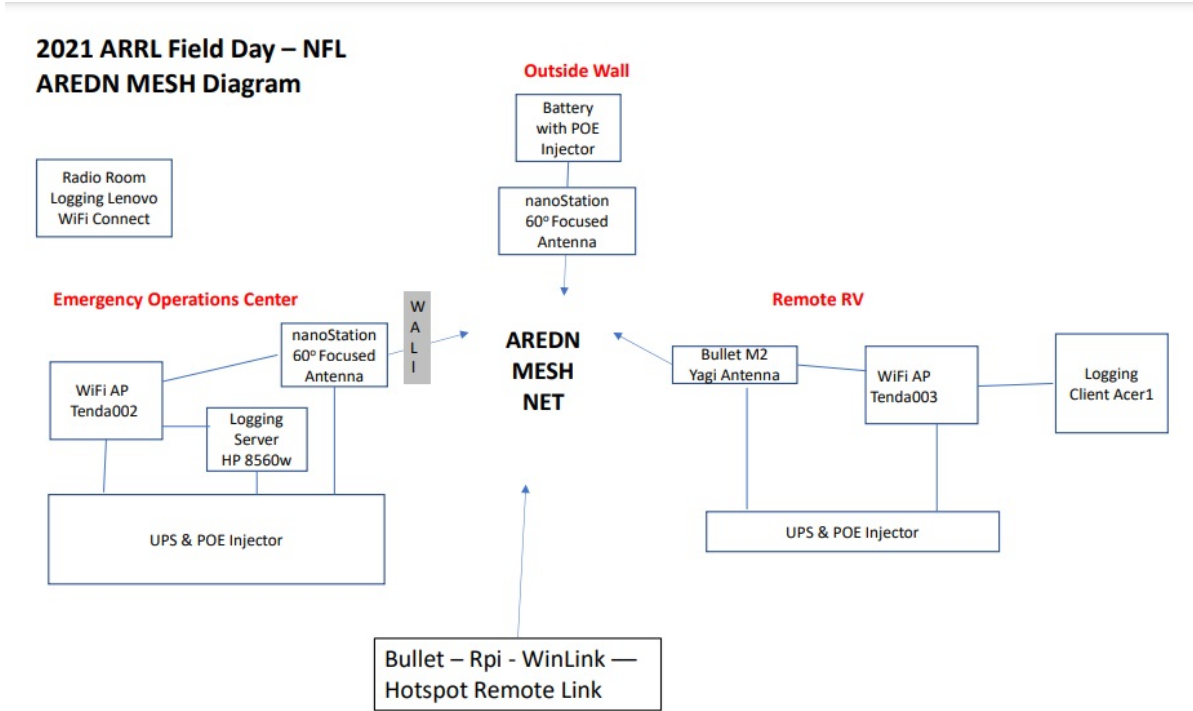 2021 ARRL Field Day – NFL
AREDN MESH Diagram
Outside Wall
Battery
with POE
Injector
nanoStation
60° Focused
Antenna
Radio Room
Logging Lenovo
WiFi Connect
Emergency Operations Center
nanoStation
60° Focused
Antenna
W
A
L
l
WiFi AP
Tenda002
Logging
Server
HP 8560w
UPS & POE Injector
AREDN
MESH
NET
Remote RV
Bullet M2
Yagi Antenna
WiFi AP
Tenda003
Logging
Client Acer1
UPS & POE Injector
Bullet – Rpi - WinLink —
Hotspot Remote Link